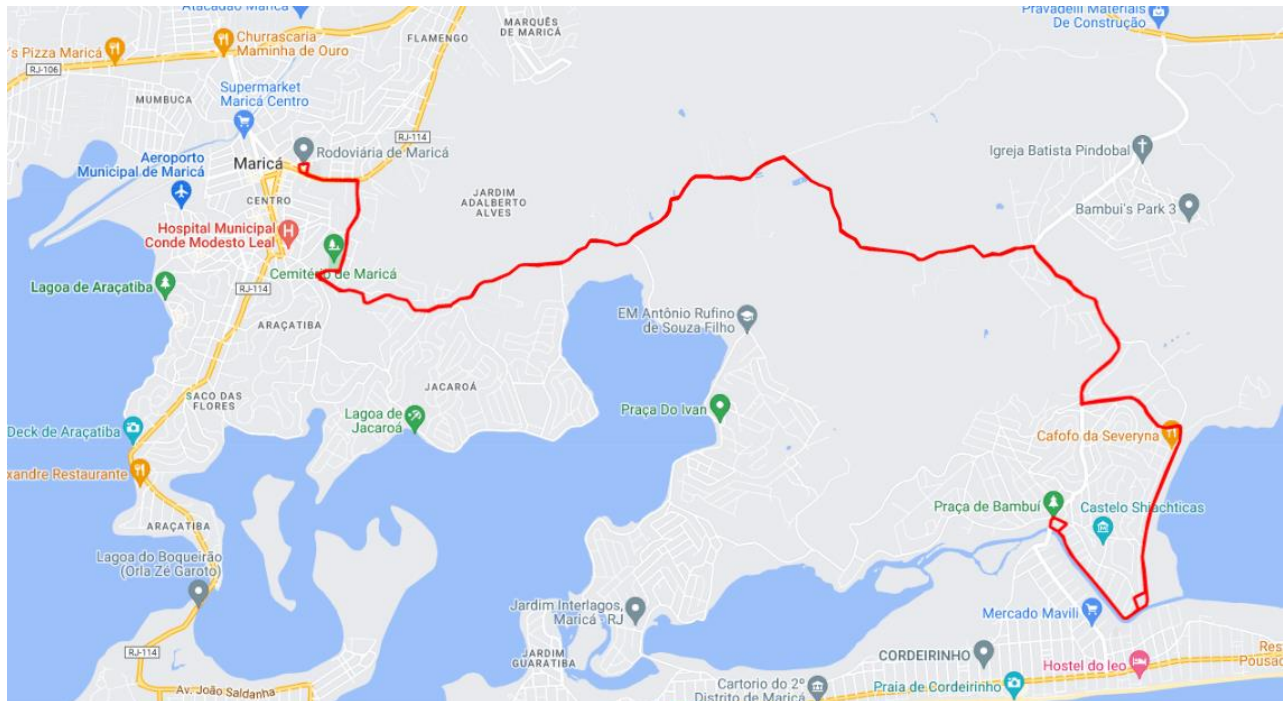 Atacadão Maricá
Churrascaria
Maminha de Ouro
's Pizza Maricá
RJ-106
MUMBUCA
FLAMENGO
MARQUÊS
DE MARICÁ
Pravadelli Materiais
De Construção
Supermarket
Maricá Centro
Aeroporto
Municipal de Maricá
Maricá
Rodoviária de Maricá
RJ-114
CENTRO
JARDIM
ADALBERTO
ALVES
Igreja Batista Pindobal
Bambui's Park 3
Hospital Municipal
Conde Modesto Leal
Cemitério de Maricá
Lagoa de Araçatiba
RJ-114
ARAÇATIBA
EM Antônio Rufino
de Souza Filho
SACO DAS
FLORES
JACAROÁ
Lagoa de
Jacaroá
Praça Do Ivan
Deck de Araçatiba
Cafofo da Severyna
xandre Restaurante
ARAÇATIBA
Praça de Bambuí
Castelo Shiachticas
Lagoa do Boqueirão
(Orla Zé Garoto)
Jardim Interlagos,
Maricá - RJ
Mercado Mavili
RJ-114
JARDIM
GUARATIBA
CORDEIRINHO
Hostel do leo
Res
Pousad
Av. João Saldanha
Cartorio do 2º
Distrito de Maricá
Praia de Cordeirinho